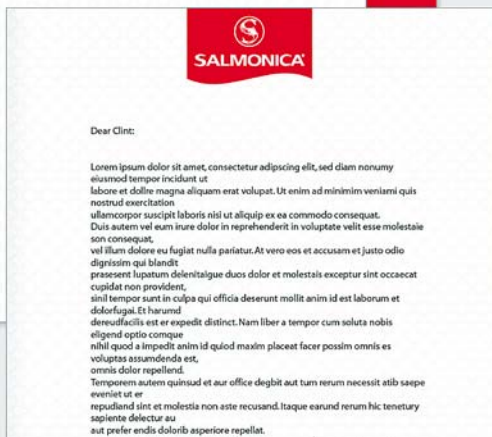 SALMONICA
Dear Clint:
Lorem ipsum dolor sit amet, consectetur adipscing elit, sed diam nonumy
eiusmod tempor incidunt ut
labore et dollre magna aliquam erat volupat. Ut enim ad minimim veniami quis
nostrud exercitation
ullamcorpor suscipit laboris nisi ut aliquip ex ea commodo consequat.
Duis autem vel eum irure dolor in reprehenderit in voluptate velit esse molestaie
son consequat,
vel illum dolore eu fugiat nulla pariatur. At vero eos et accusam et justo odio
dignissim qui blandit
prasesent lupatum delenitaigue duos dolor et molestais exceptur sint occaecat
cupidat non provident,
sinil tempor sunt in culpa qui officia deserunt mollit anim id est laborum et
dolorfugai. Et harumd
dereudfacilis est er expedit distinct. Nam liber a tempor cum soluta nobis
eligend optio comque
nihil quod a impedit anim id quiod maxim placeat facer possim omnis es
voluptas assumdenda est,
omnis dolor repellend.
Temporem autem quinsud et aur office degbit aut tum rerum necessit atib saepe
eveniet ut er
repudiand sint et molestia non aste recusand. Itaque earund rerum hic tenetury
sapiente delectur au
aut prefer endis dolorib asperiore repellat.